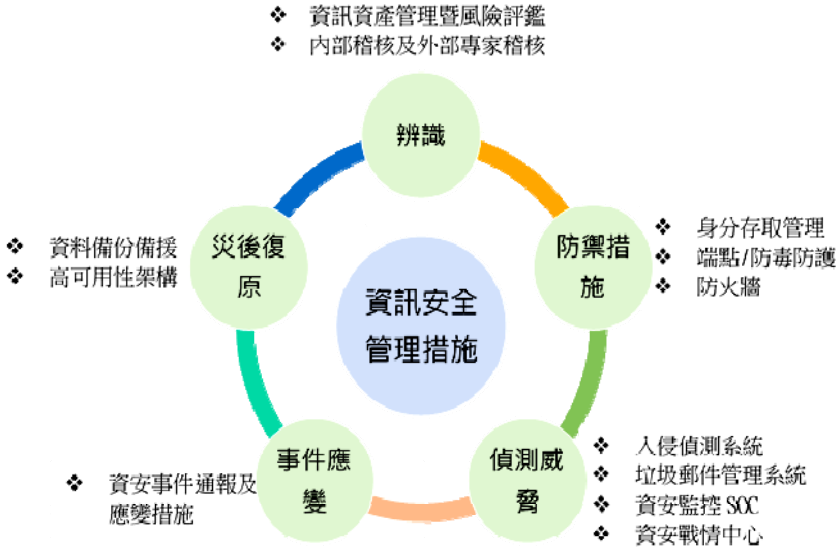 ❖ 資訊資產管理暨風險評鑑
❖ 內部稽核及外部專家稽核
辨識
防禦措
施
❖ 身分存取管理
❖ 端點/防毒防護
❖ 防火牆
偵測威
脅
❖ 入侵偵測系統
❖ 垃圾郵件管理系統
❖ 資安監控 SOC
❖ 資安戰情中心
事件應
變
❖ 資安事件通報及
應變措施
災後復
原
❖ 資料備份備援
❖ 高可用性架構
資訊安全
管理措施